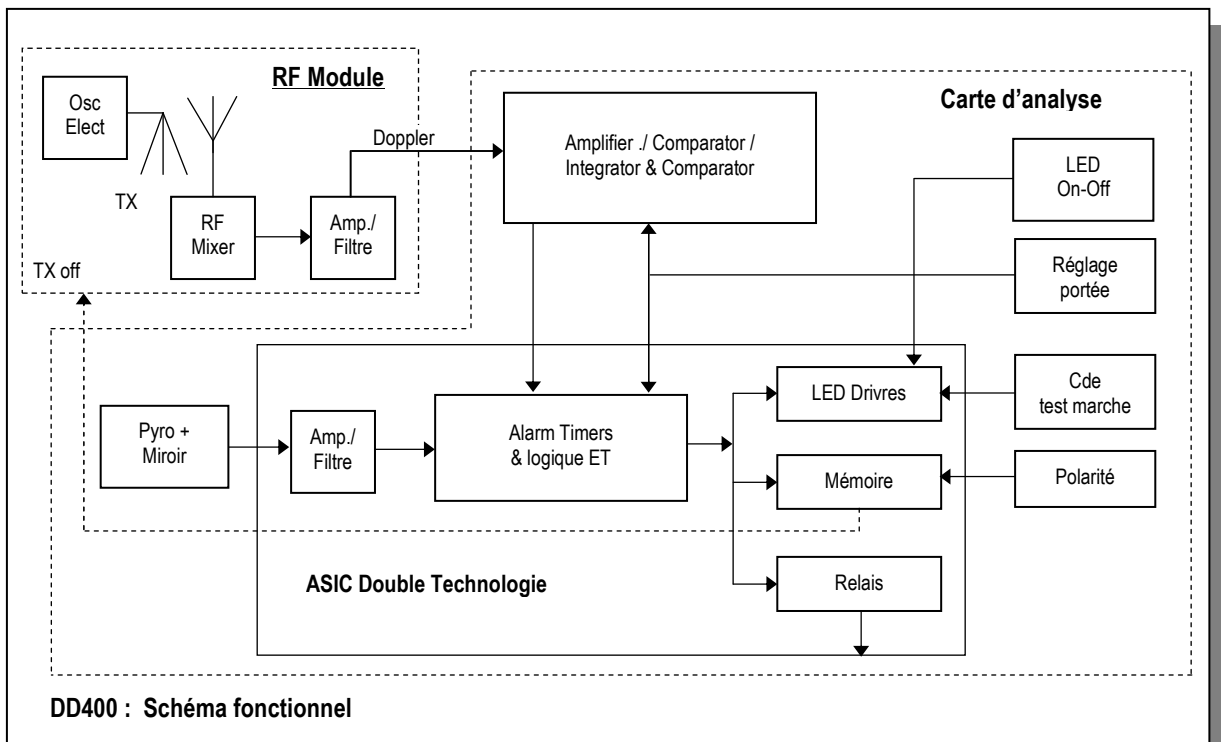 RF Module
Osc
Elect
TX
RF
Mixer
Amp./
Filtre
TX off
Doppler
Carte d'analyse
Amplifier ./ Comparator /
Integrator & Comparator
LED
On-Off
Réglage
portée
Cde
test marche
Polarité
Pyro +
Miroir
Amp./
Filtre
Alarm Timers
& logique ET
LED Drivres
Mémoire
Relais
ASIC Double Technologie
DD400 : Schéma fonctionnel